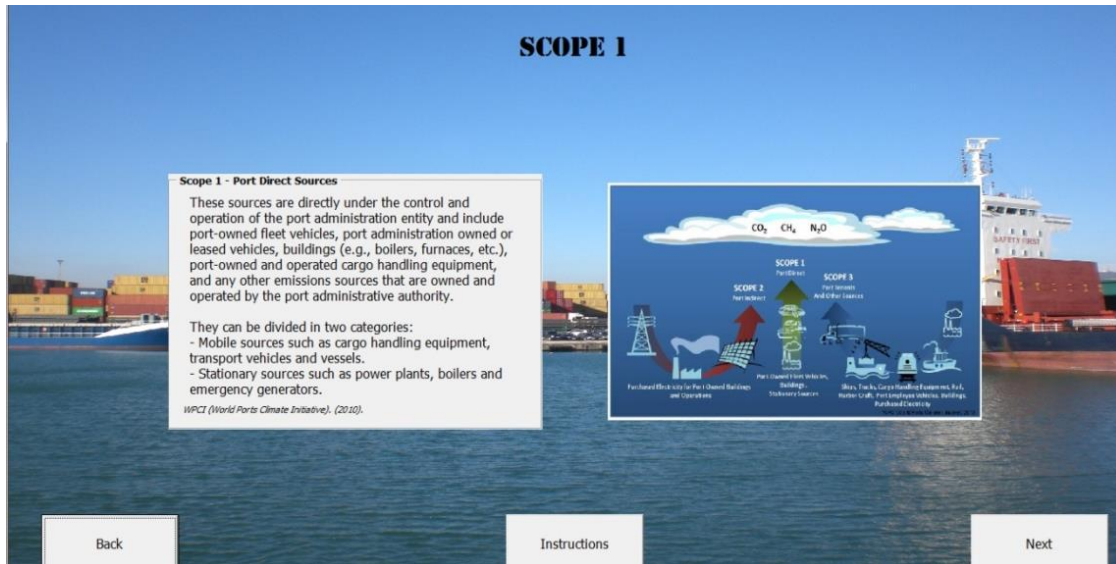 SCOPE 1
Scope 1 - Port Direct Sources
These sources are directly under the control and
operation of the port administration entity and include
port-owned fleet vehicles, port administration owned or
leased vehicles, buildings (e.g., boilers, furnaces, etc.),
port-owned and operated cargo handling equipment,
and any other emissions sources that are owned and
operated by the port administrative authority.
They can be divided in two categories:
- Mobile sources such as cargo handling equipment,
transport vehicles and vessels.
- Stationary sources such as power plants, boilers and
emergency generators.
WPCI (World Ports Climate Initiative). (2010).
CO₂ CH₄ N₂O
SCOPE 1
Port Direct
SCOPE 2
Port Indirect
SCOPE 3
Port Tenants
And Other Sources
Purchased Electricity for Port Owned Buildings
and Operations
Port Owned Fleet Vehicles,
Buildings,
Stationary Sources
Ships, Trucks, Cargo Handling Equipment, Rail,
Harbor Craft, Port Employee Vehicles, Buildings,
Purchased Electricity
SAFETY FIRST
Back
Instructions
Next